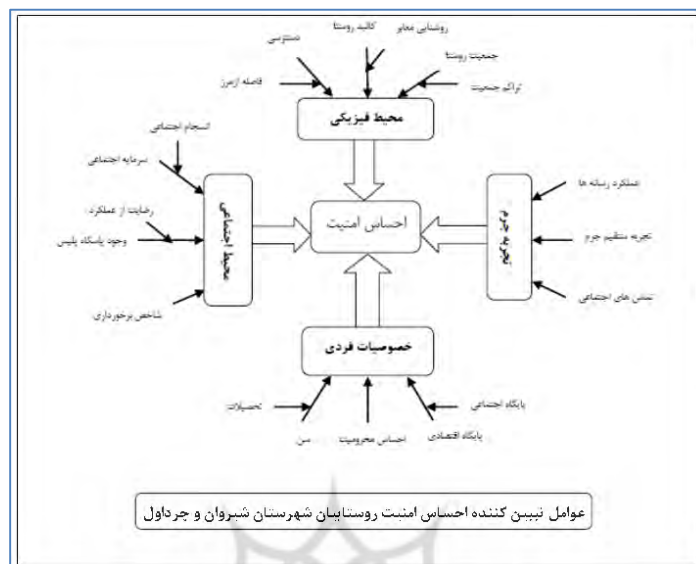 روشنایی معابر
کالبد روستا
دسترسی
جمعیت روستا
فاصله ازمرز
تراکم جمعیت
محیط فیزیکی
انسجام اجتماعی
سرمایه اجتماعی
رضایت از عملکرد
وجود پاسگاه پلیس
شاخص برخورداری
محیط اجتماعی
احساس امنیت
تجربه جرم
عملکرد رسانه ها
تجربه مستقیم جرم
تنش های اجتماعی
خصوصیات فردی
تحصیلات
سن
احساس محرومیت
پایگاه اجتماعی
پایگاه اقتصادی
عوامل تبیین کننده احساس امنیت روستاییان شهرستان شیروان و چرداول